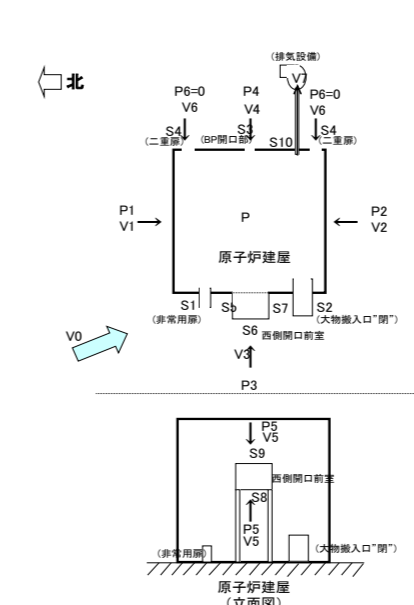 (排気設備)
北
V7
P6=0
V6
P4
V4
P6=0
V6
S4
(二重扉)
(BP開口部)
S3
S10
S4
(二重扉)
P1
V1
P
P2
V2
原子炉建屋
S1
(非常用扉)
S5
S7
S2
(大物搬入口"閉")
S6
西側開口前室
V0
V3
P3
P5
V5
S9
西側開口前室
S8
P5
V5
(非常用扉)
(大物搬入口"閉")
原子炉建屋
(立面図)